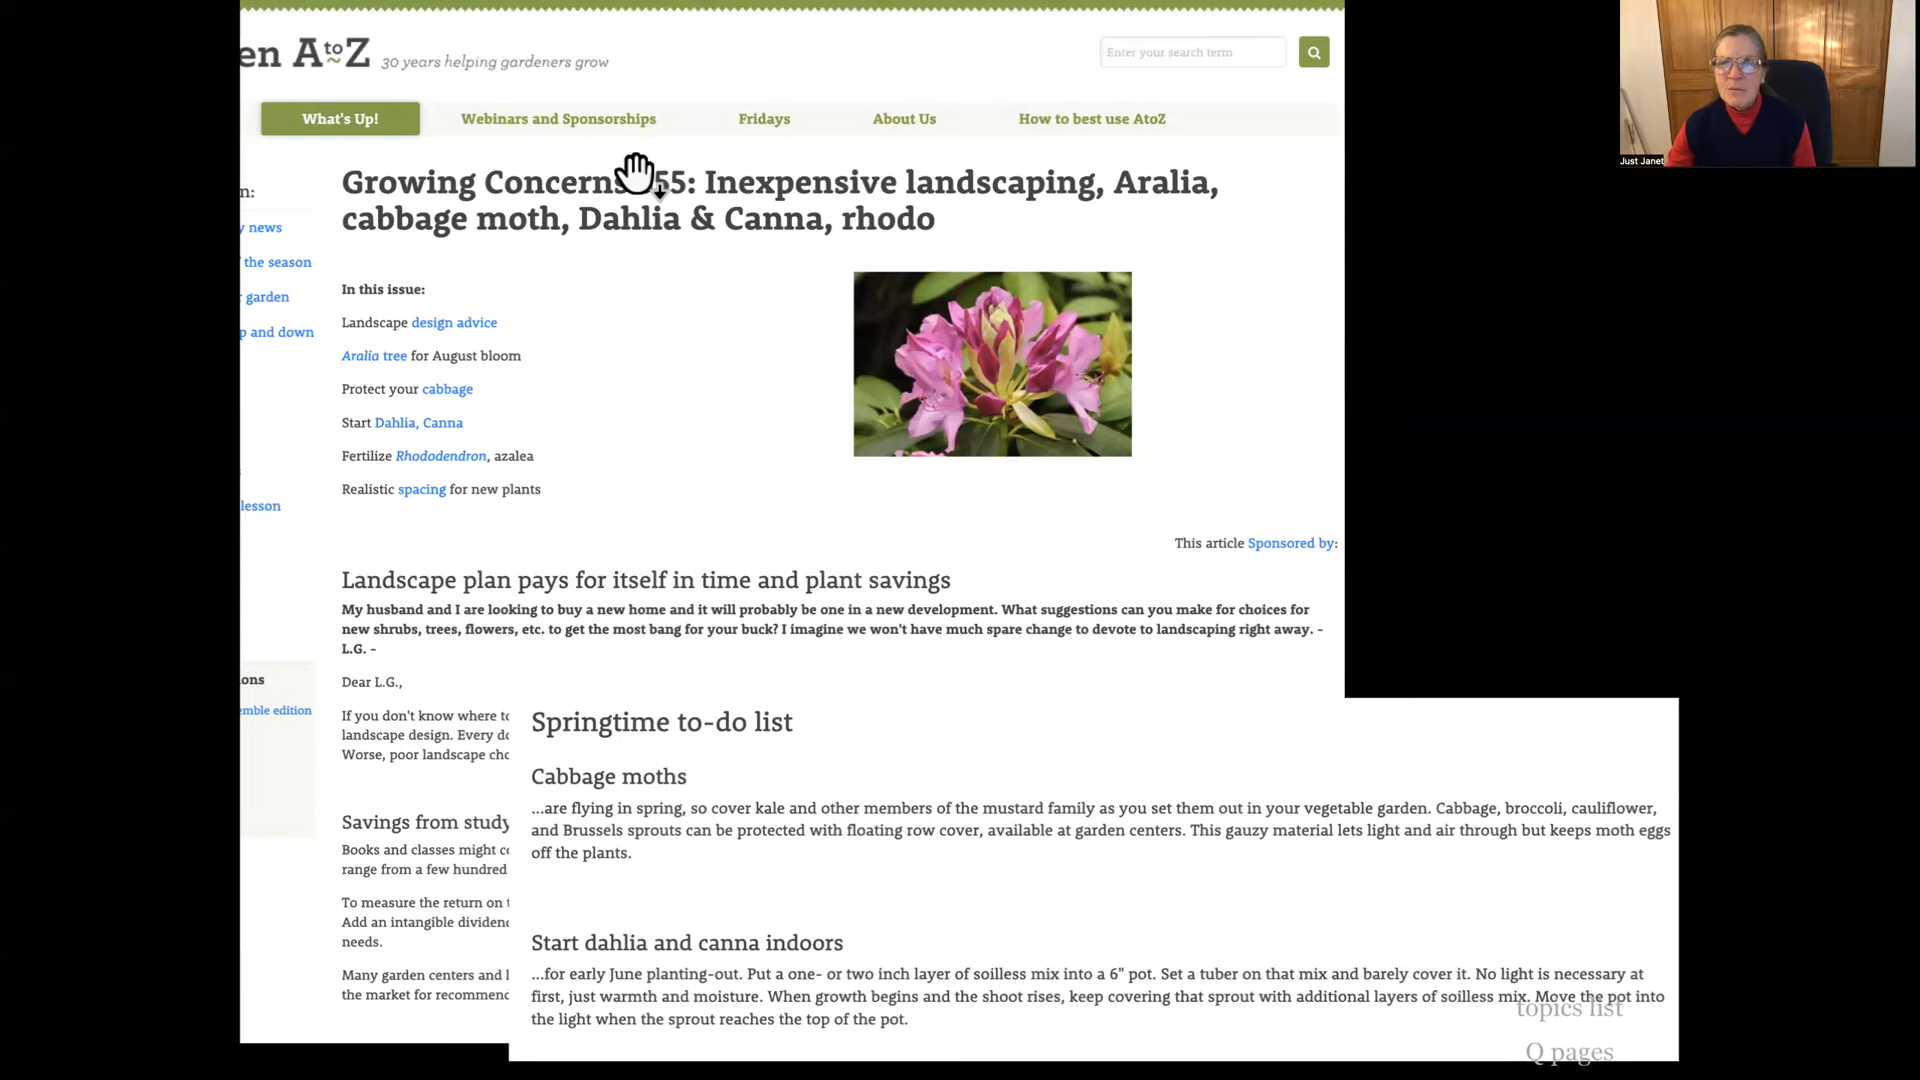 en AtoZ 30 years helping gardeners grow
Enter your search term
What's Up!
Webinars and Sponsorships
Fridays
About Us
How to best use AtoZ
Just Janet
Growing Concerns 55: Inexpensive landscaping, Aralia,
cabbage moth, Dahlia & Canna, rhodo
n:
y news
the season
r garden
p and down
lesson
ons
emble edition
In this issue:
Landscape design advice
Aralia tree for August bloom
Protect your cabbage
Start Dahlia, Canna
Fertilize Rhododendron, azalea
Realistic spacing for new plants
This article Sponsored by:
Landscape plan pays for itself in time and plant savings
My husband and I are looking to buy a new home and it will probably be one in a new development. What suggestions can you make for choices for
new shrubs, trees, flowers, etc. to get the most bang for your buck? I imagine we won't have much spare change to devote to landscaping right away. -
L.G. -
Dear L.G.,
If you don't know where to
landscape design. Every do
Worse, poor landscape cho
Savings from study
Books and classes might co
range from a few hundred
To measure the return on t
Add an intangible dividend
needs.
Many garden centers and l
the market for recommend
Springtime to-do list
Cabbage moths
...are flying in spring, so cover kale and other members of the mustard family as you set them out in your vegetable garden. Cabbage, broccoli, cauliflower,
and Brussels sprouts can be protected with floating row cover, available at garden centers. This gauzy material lets light and air through but keeps moth eggs
off the plants.
Start dahlia and canna indoors
...for early June planting-out. Put a one- or two inch layer of soilless mix into a 6" pot. Set a tuber on that mix and barely cover it. No light is necessary at
first, just warmth and moisture. When growth begins and the shoot rises, keep covering that sprout with additional layers of soilless mix. Move the pot into
the light when the sprout reaches the top of the pot.
topics list
Q pages